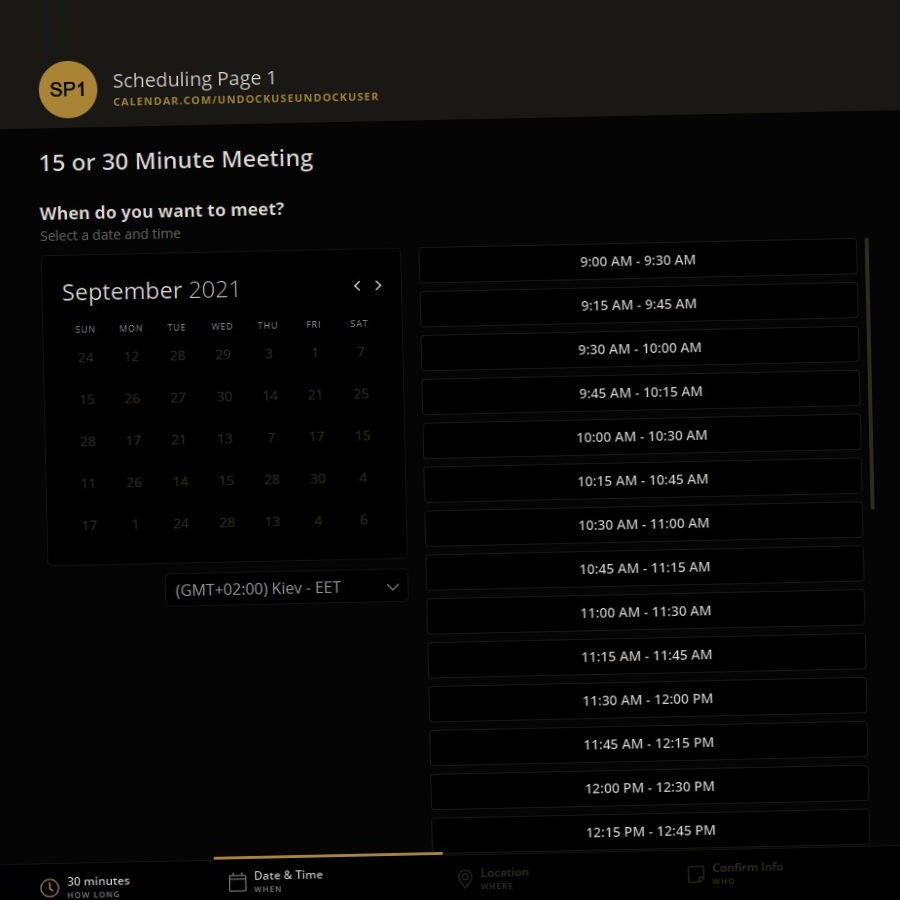 SP1
Scheduling Page 1
CALENDAR.COM/UNDOCKUSEUNDOCKUSER
15 or 30 Minute Meeting
When do you want to meet?
Select a date and time
September 2021
SUN MON TUE WED THU FRI SAT
24 12 28 29 3 1 7
15 26 27 30 14 21 25
28 17 21 13 7 17 15
11 26 14 15 28 30 4
17 1 24 28 13 4 6
(GMT+02:00) Kiev - EET
9:00 AM - 9:30 AM
9:15 AM - 9:45 AM
9:30 AM - 10:00 AM
9:45 AM - 10:15 AM
10:00 AM - 10:30 AM
10:15 AM - 10:45 AM
10:30 AM - 11:00 AM
10:45 AM - 11:15 AM
11:00 AM - 11:30 AM
11:15 AM - 11:45 AM
11:30 AM - 12:00 PM
11:45 AM - 12:15 PM
12:00 PM - 12:30 PM
12:15 PM - 12:45 PM
30 minutes
HOW LONG
Date & Time
WHEN
Location
WHERE
Confirm Info
WHO